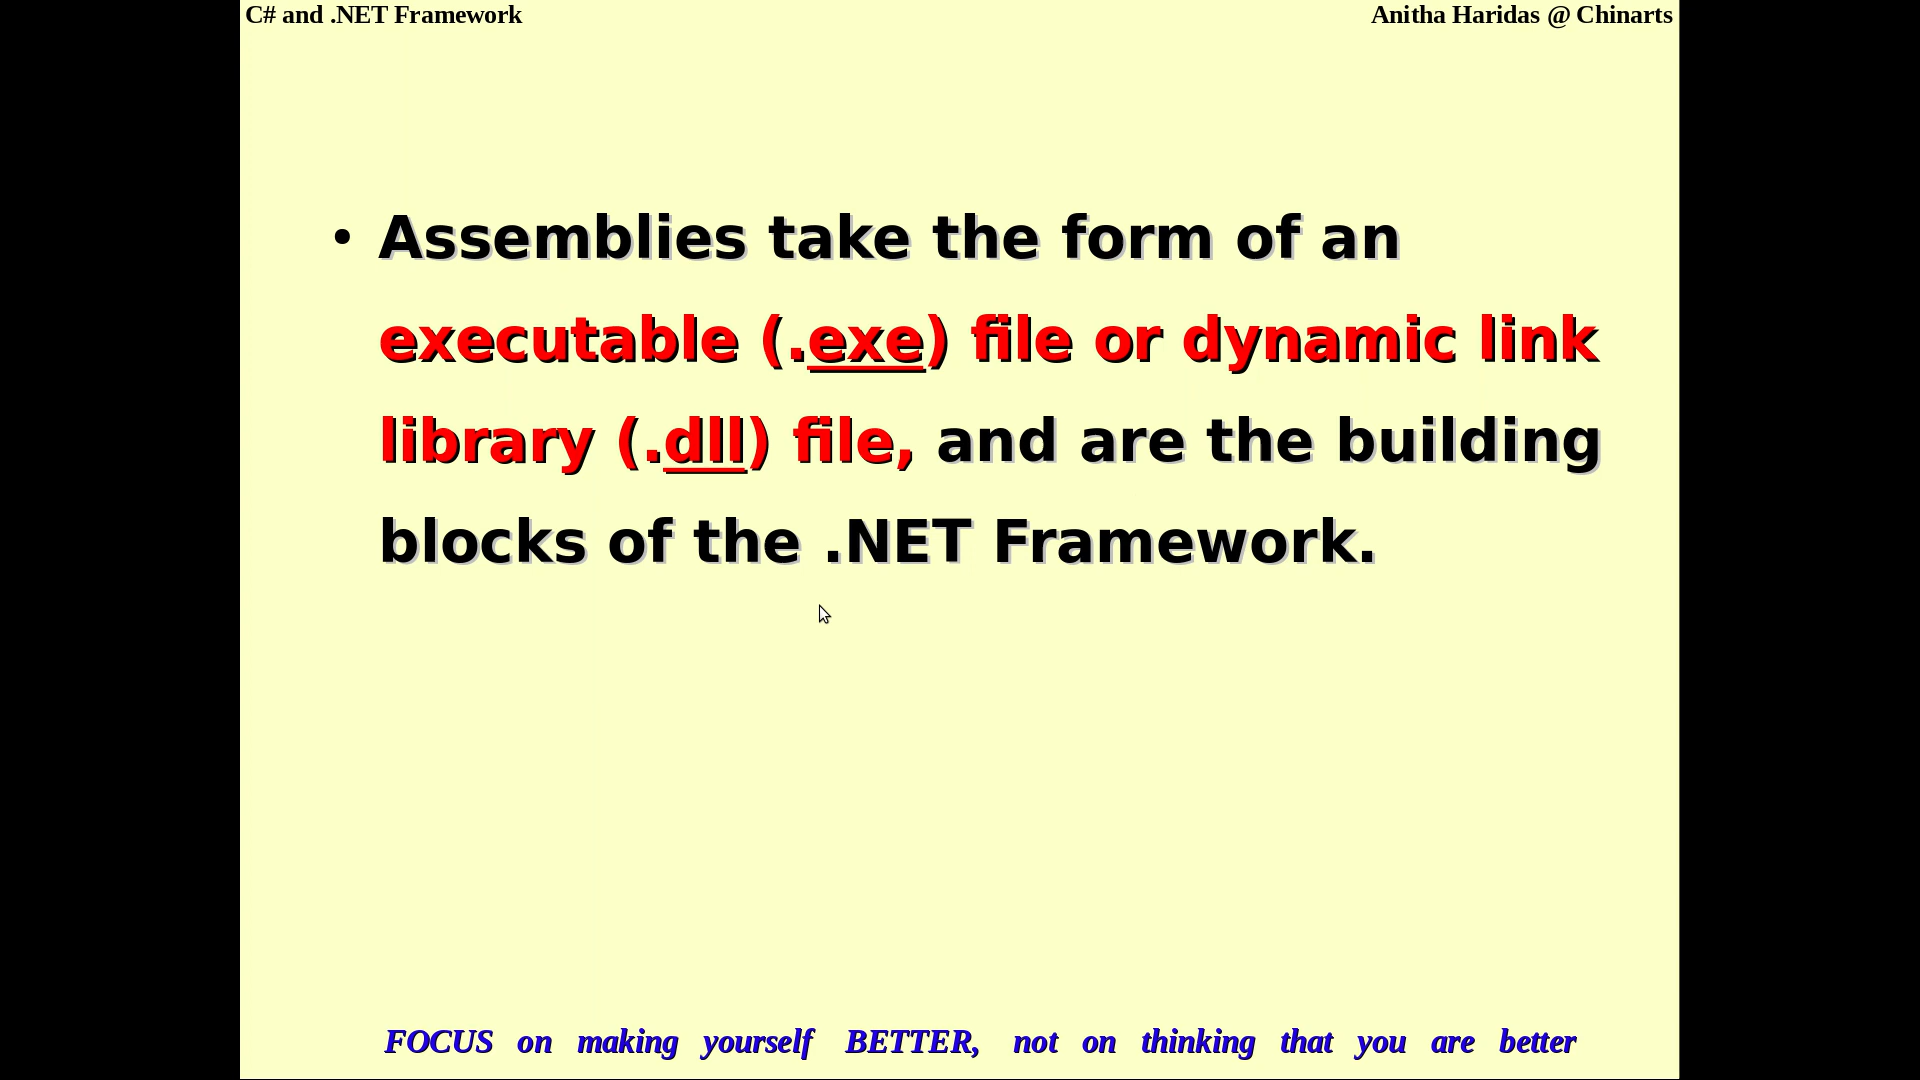 C# and .NET Framework
Anitha Haridas @ Chinarts
• Assemblies take the form of an
executable (.exe) file or dynamic link
library (.dll) file, and are the building
blocks of the .NET Framework.
FOCUS on making yourself BETTER, not on thinking that you are better